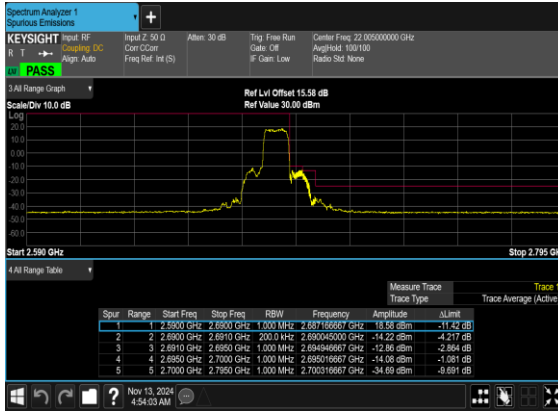 Spectrum Analyzer 1
Spurious Emissions
KEYSIGHT Input: RF Input Z: 50 Ω Atten: 30 dB Trig: Free Run Center Freq: 22.005000000 GHz
R T Coupling: DC Corr CCorr Gate: Off Avg|Hold: 100/100
Align: Auto Freq Ref: Int (S) IF Gain: Low Radio Std: None
PASS
3 All Range Graph
Ref Lvl Offset 15.58 dB
Scale/Div 10.0 dB Ref Value 30.00 dBm
Log
20.0
10.0
0.00
-10.0
-20.0
-30.0
-40.0
-50.0
-60.0
Start 2.590 GHz Stop 2.795 GH
4 All Range Table
Measure Trace Trace 1
Trace Type Trace Average (Active
Spur Range Start Freq Stop Freq RBW Frequency Amplitude ΔLimit
1 1 2.5900 GHz 2.6900 GHz 1.000 MHz 2.687166667 GHz 18.58 dBm -11.42 dB
2 2 2.6900 GHz 2.6910 GHz 200.0 kHz 2.690045000 GHz -14.22 dBm -4.217 dB
3 3 2.6910 GHz 2.6950 GHz 1.000 MHz 2.694946667 GHz -12.86 dBm -2.864 dB
4 4 2.6950 GHz 2.7000 GHz 1.000 MHz 2.695016667 GHz -14.08 dBm -1.081 dB
5 5 2.7000 GHz 2.7950 GHz 1.000 MHz 2.700316667 GHz -34.69 dBm -9.691 dB
Nov 13, 2024
4:54:03 AM